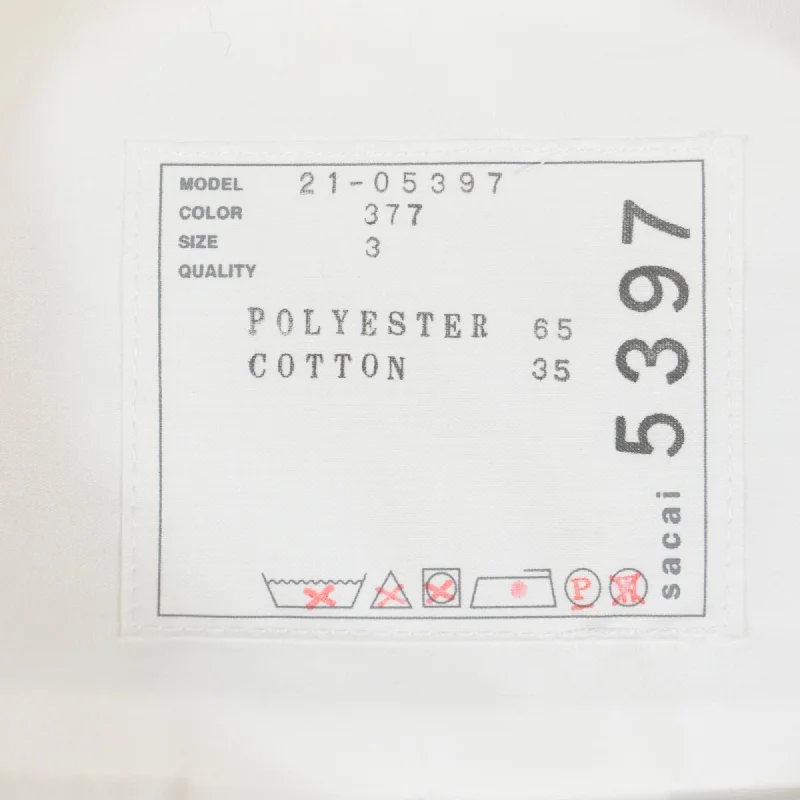 MODEL 21-05397
COLOR 377
SIZE 3
QUALITY
POLYESTER 65
COTTON 35
sacai 5397
P
W